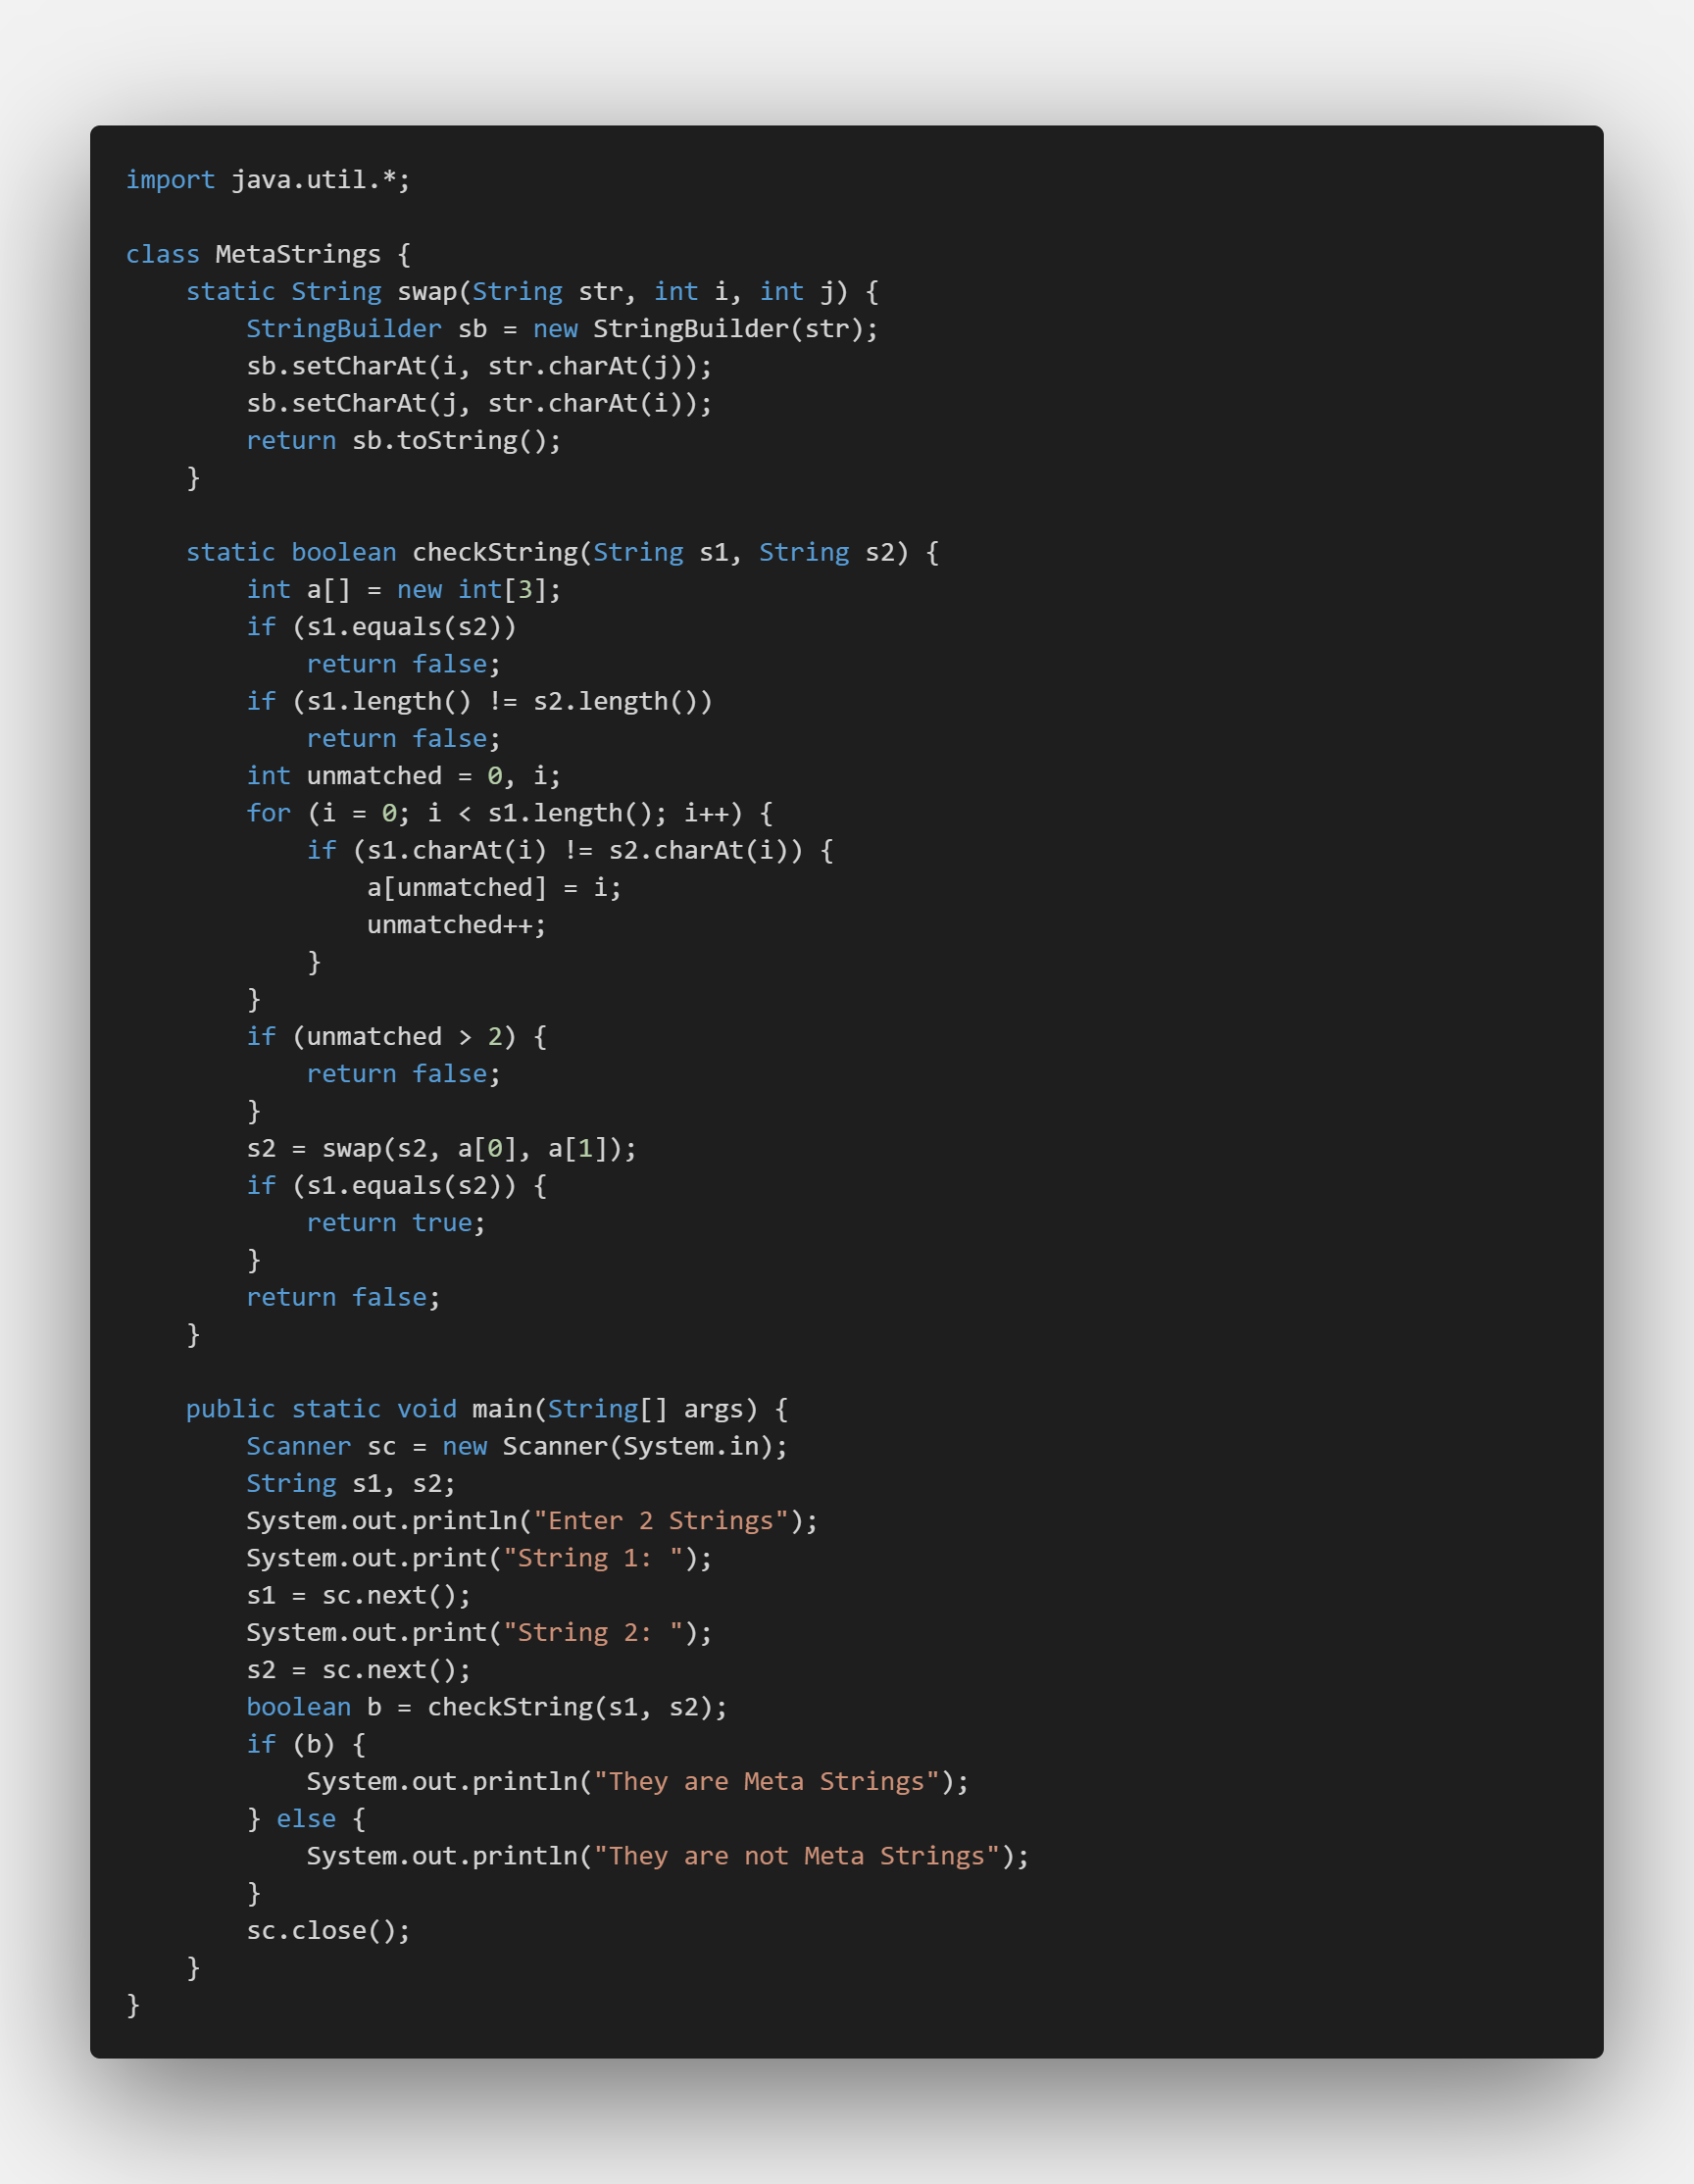 import java.util.*;

class MetaStrings {
    static String swap(String str, int i, int j) {
        StringBuilder sb = new StringBuilder(str);
        sb.setCharAt(i, str.charAt(j));
        sb.setCharAt(j, str.charAt(i));
        return sb.toString();
    }

    static boolean checkString(String s1, String s2) {
        int a[] = new int[3];
        if (s1.equals(s2))
            return false;
        if (s1.length() != s2.length())
            return false;
        int unmatched = 0, i;
        for (i = 0; i < s1.length(); i++) {
            if (s1.charAt(i) != s2.charAt(i)) {
                a[unmatched] = i;
                unmatched++;
            }
        }
        if (unmatched > 2) {
            return false;
        }
        s2 = swap(s2, a[0], a[1]);
        if (s1.equals(s2)) {
            return true;
        }
        return false;
    }

    public static void main(String[] args) {
        Scanner sc = new Scanner(System.in);
        String s1, s2;
        System.out.println("Enter 2 Strings");
        System.out.print("String 1: ");
        s1 = sc.next();
        System.out.print("String 2: ");
        s2 = sc.next();
        boolean b = checkString(s1, s2);
        if (b) {
            System.out.println("They are Meta Strings");
        } else {
            System.out.println("They are not Meta Strings");
        }
        sc.close();
    }
}